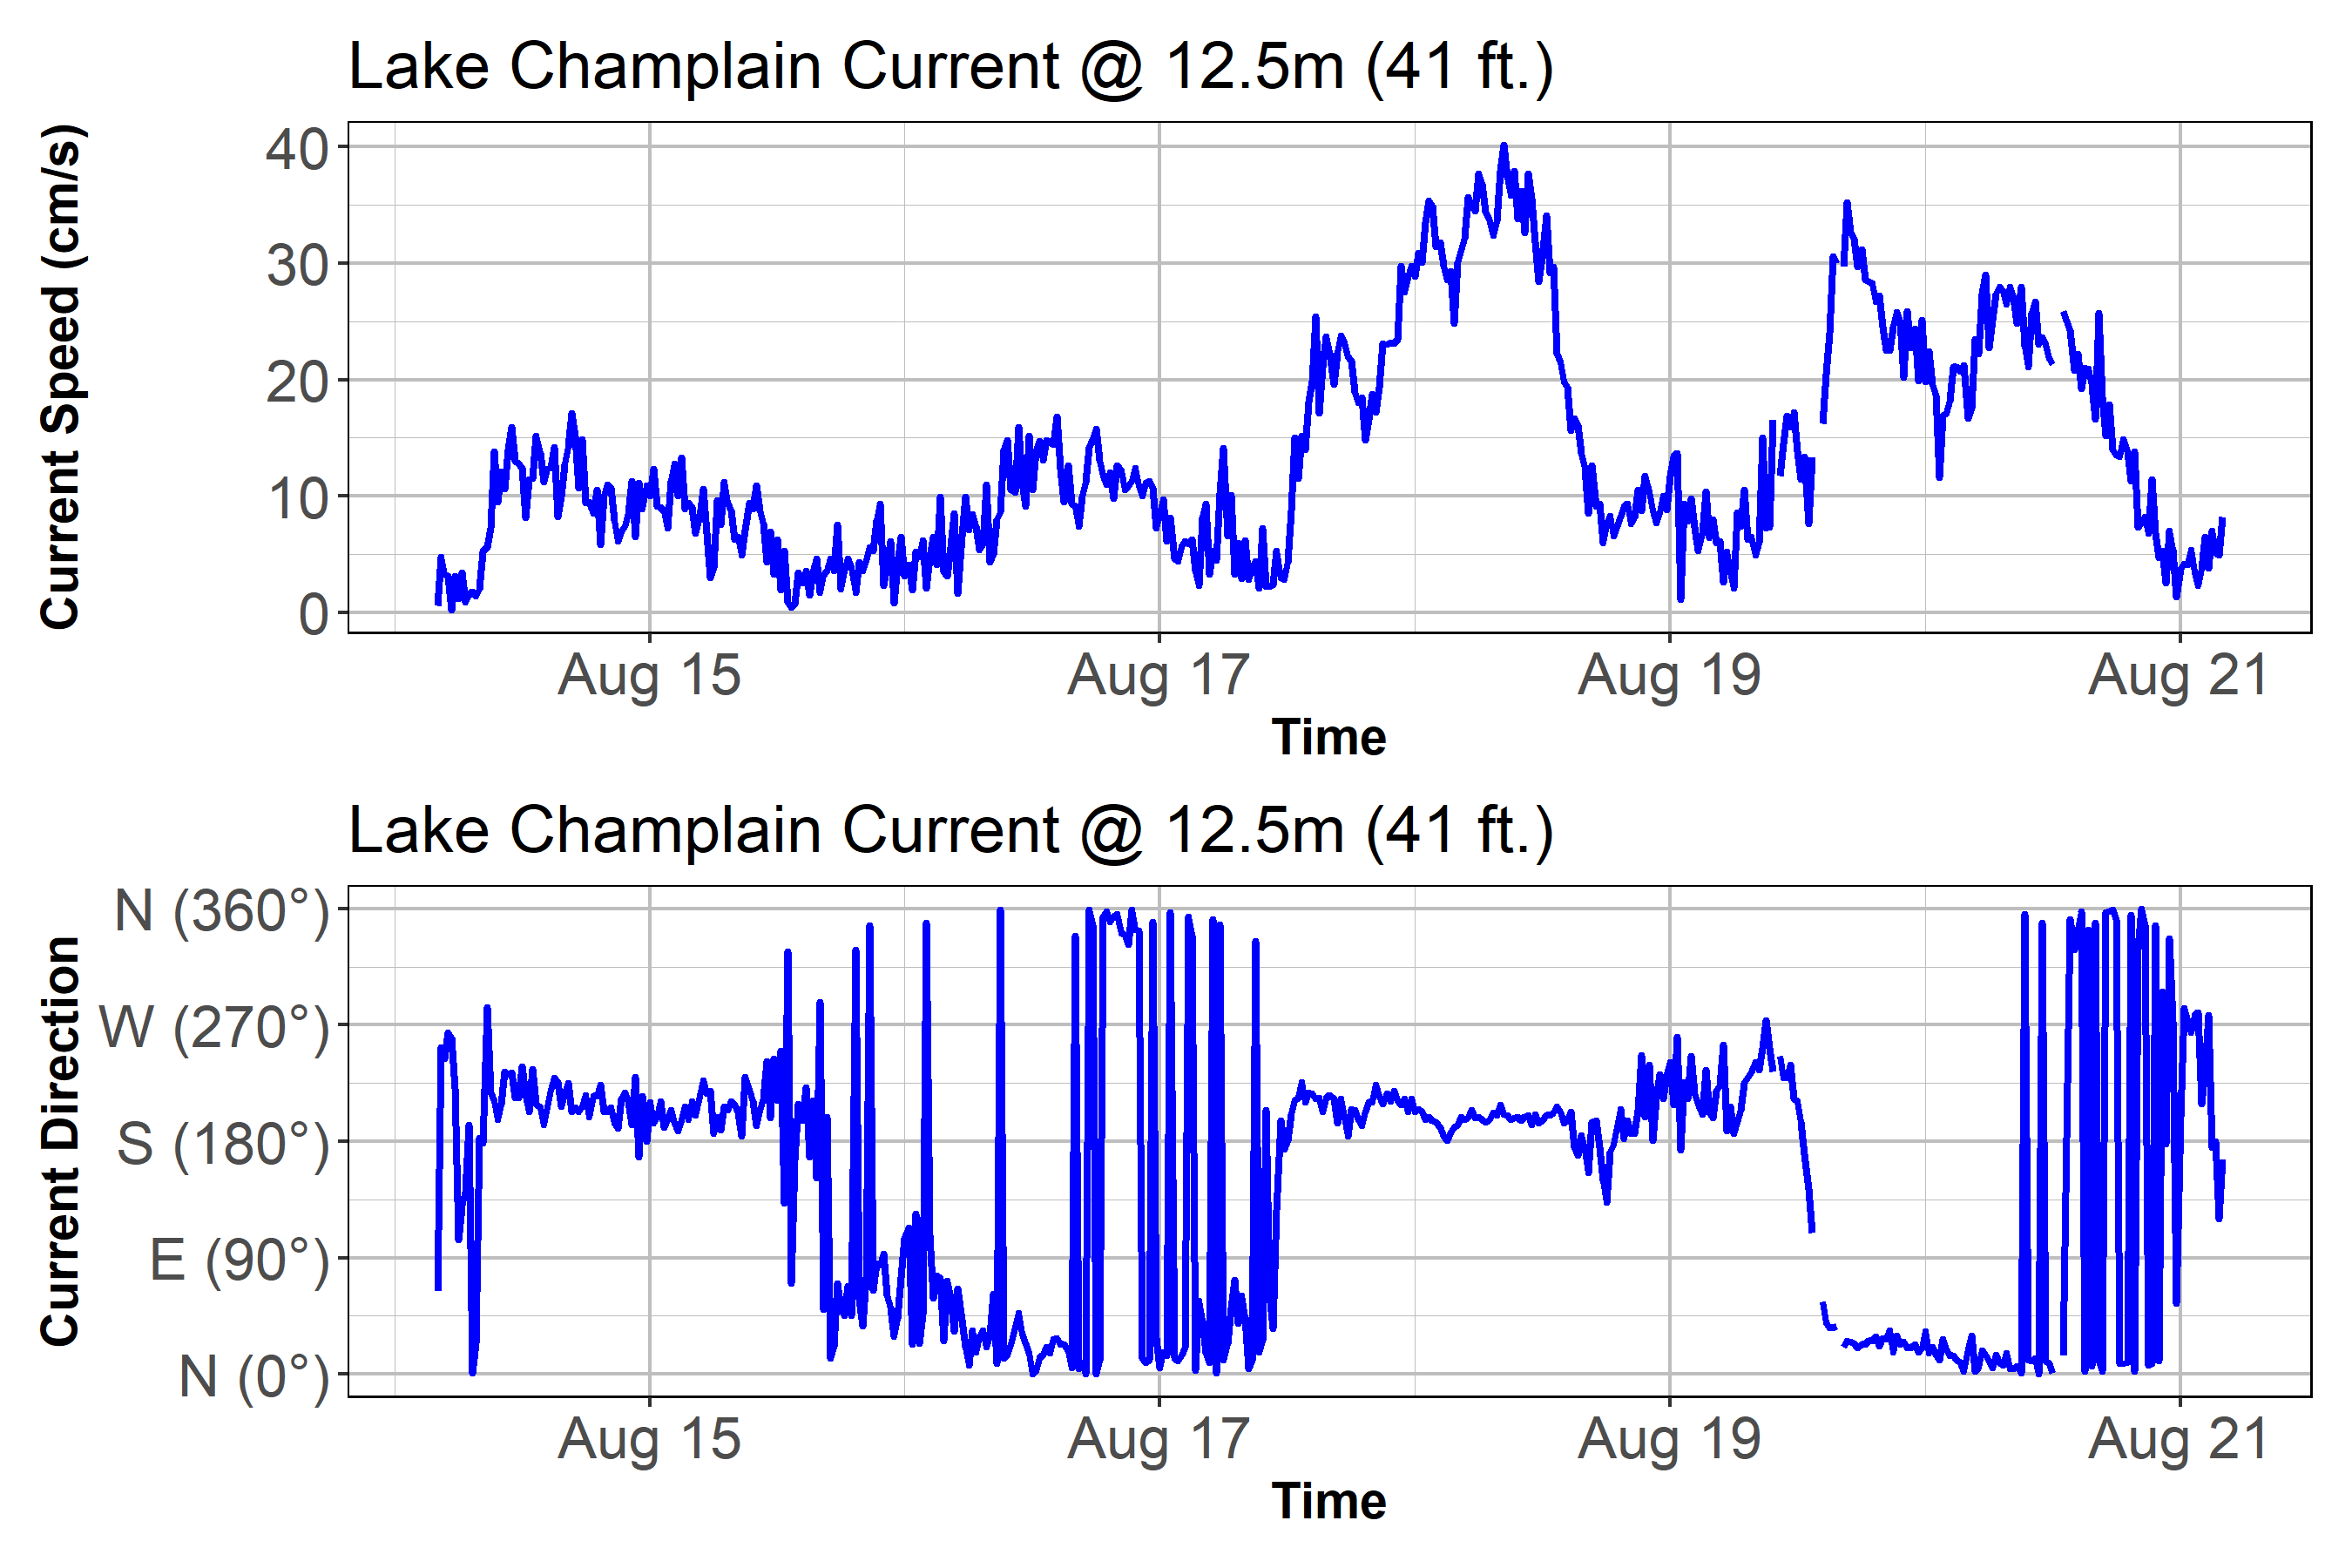 Lake Champlain Current @ 12.5m (41 ft.)
Current Speed (cm/s)
40
30
20
10
0
Aug 15
Aug 17
Aug 19
Aug 21
Time
Lake Champlain Current @ 12.5m (41 ft.)
Current Direction
N (360°)
W (270°)
S (180°)
E (90°)
N (0°)
Aug 15
Aug 17
Aug 19
Aug 21
Time